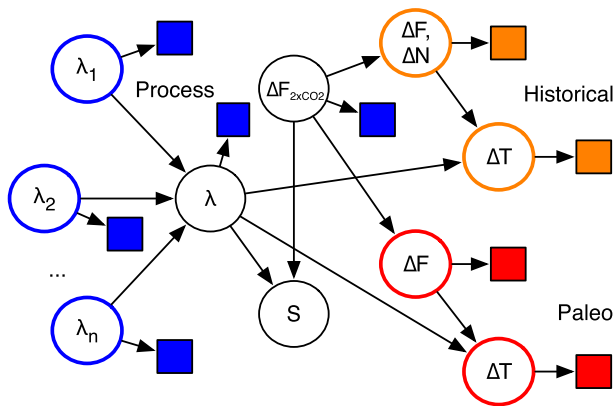 λ1
Process
ΔF2xCO2
ΔF,
ΔN
Historical
ΔT
λ2
λ
...
ΔF
S
λn
Paleo
ΔT